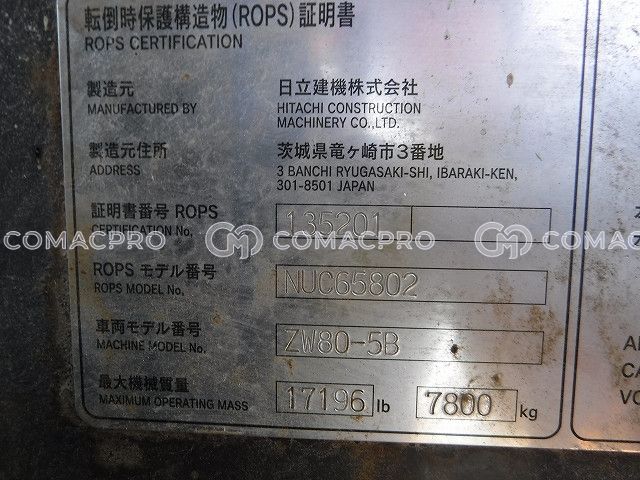 転倒時保護構造物(ROPS)証明書
ROPS CERTIFICATION
製造元 日立建機株式会社
MANUFACTURED BY HITACHI CONSTRUCTION
MACHINERY CO.,LTD.
製造元住所 茨城県竜ヶ崎市3番地
ADDRESS 3 BANCHI RYUGASAKI-SHI, IBARAKI-KEN,
301-8501 JAPAN
証明書番号 ROPS 135201
CERTIFICATION No.
COMACPRO COMACPRO COMACPRO
ROPS モデル番号 NUC65802
ROPS MODEL No.
車両モデル番号 ZW80-5B
MACHINE MODEL No.
最大機械質量 17196 lb 7800 kg
MAXIMUM OPERATING MASS